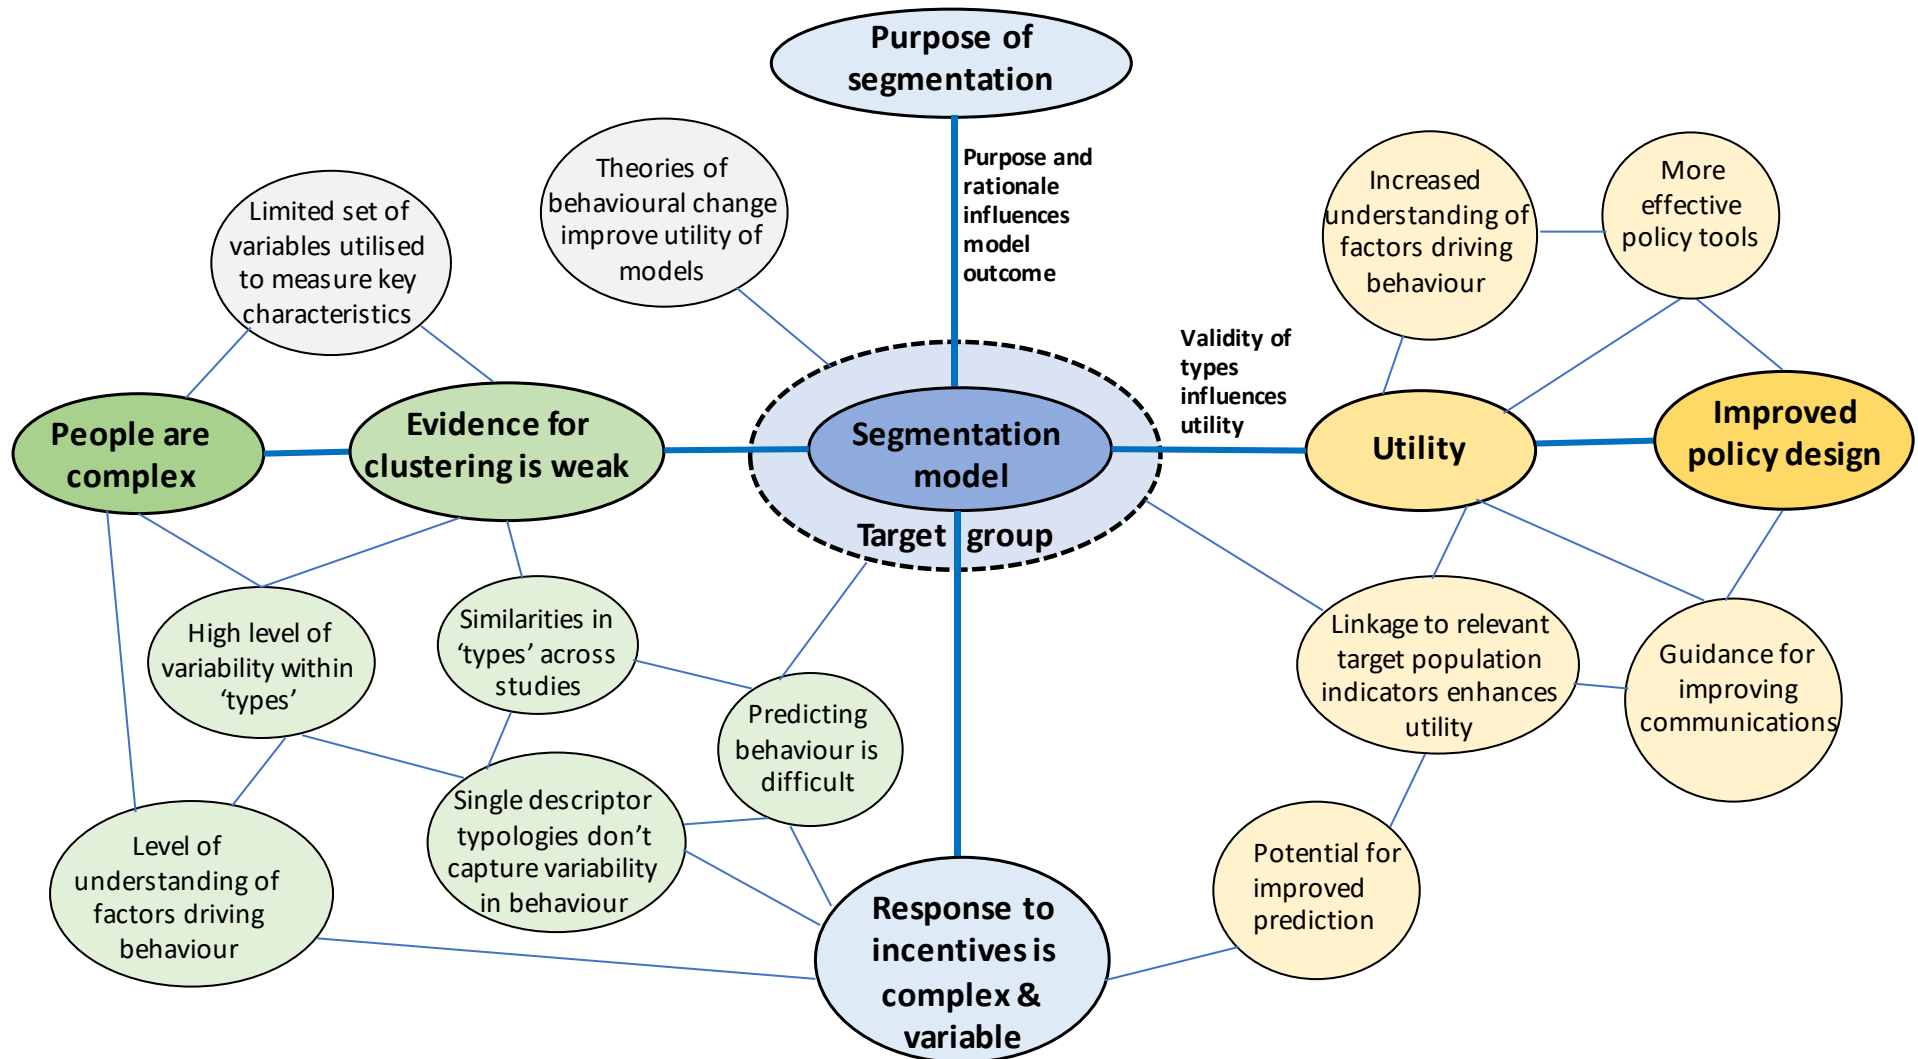 Purpose of
segmentation
Purpose and
rationale
influences
model
outcome
Theories of
behavioural change
improve utility of
models
Limited set of
variables utilised
to measure key
characteristics
Increased
understanding of
factors driving
behaviour
More
effective
policy tools
Validity of
types
influences
utility
People are
complex
Evidence for
clustering is weak
Segmentation
model
Target group
Utility
Improved
policy design
High level of
variability within
‘types’
Similarities in
‘types’ across
studies
Predicting
behaviour is
difficult
Linkage to relevant
target population
indicators enhances
utility
Guidance for
improving
communications
Level of
understanding of
factors driving
behaviour
Single descriptor
typologies don’t
capture variability
in behaviour
Response to
incentives is
complex &
variable
Potential for
improved
prediction